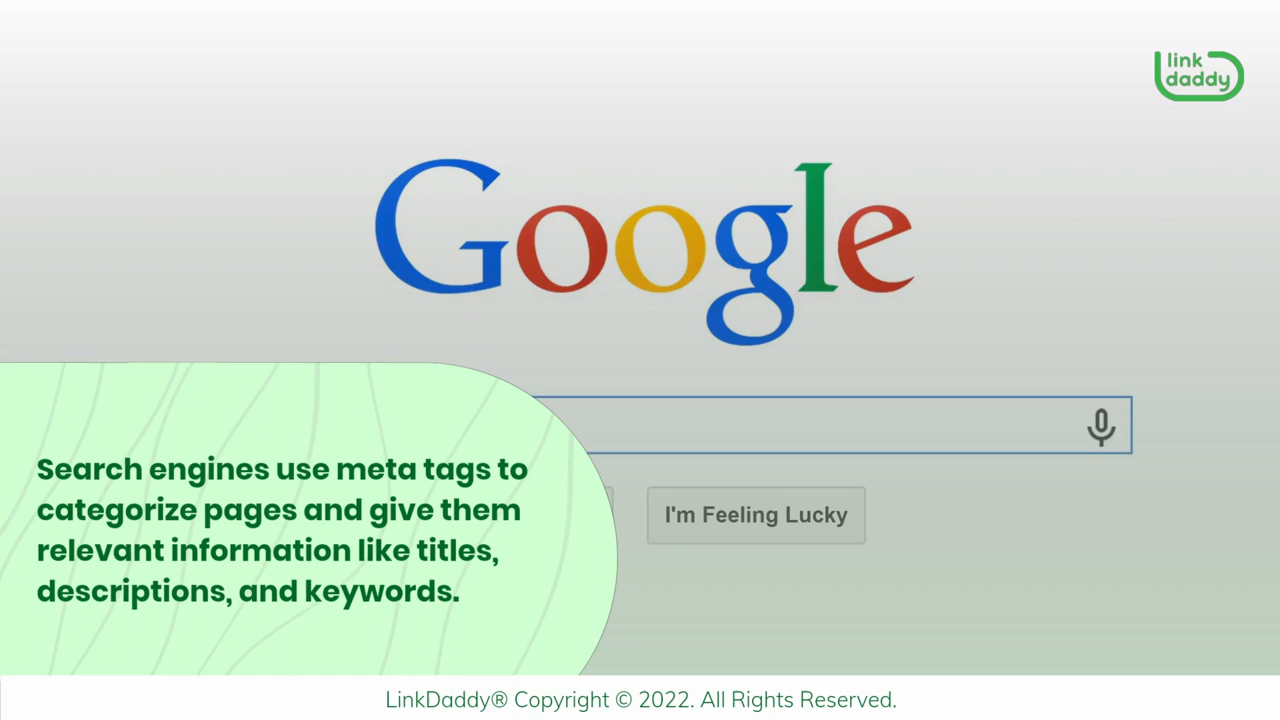 link
daddy
Google
I'm Feeling Lucky
Search engines use meta tags to
categorize pages and give them
relevant information like titles,
descriptions, and keywords.
LinkDaddy® Copyright © 2022. All Rights Reserved.